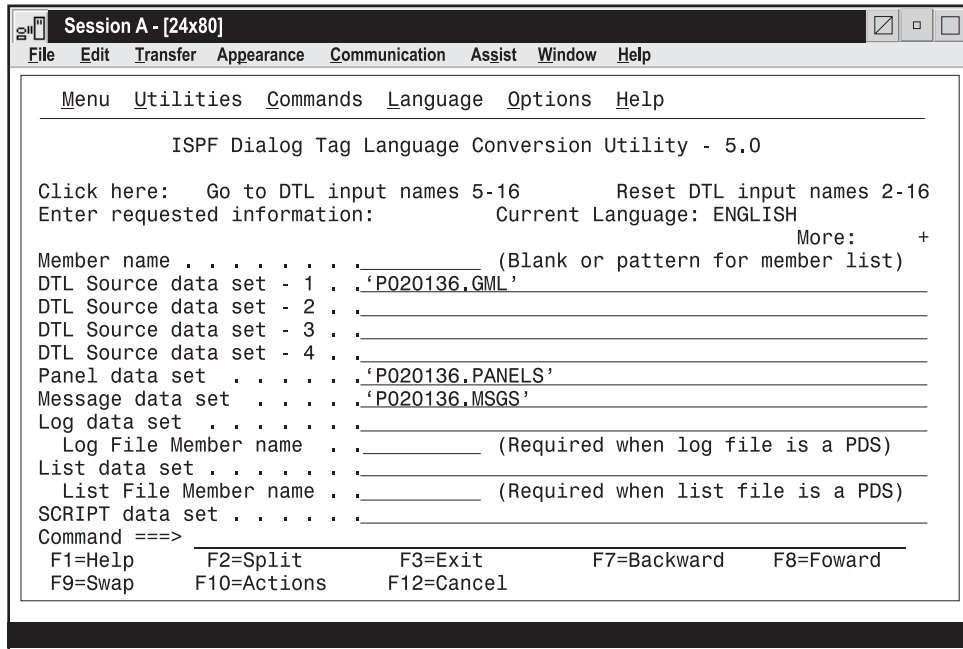 Session A - [24x80]
File Edit Transfer Appearance Communication Assist Window Help
Menu Utilities Commands Language Options Help
ISPF Dialog Tag Language Conversion Utility - 5.0
Click here: Go to DTL input names 5-16 Reset DTL input names 2-16
Enter requested information: Current Language: ENGLISH
More: +
Member name . . . . . . . . __________ (Blank or pattern for member list)
DTL Source data set - 1 . . ‘P020136.GML’
DTL Source data set - 2 . .
DTL Source data set - 3 . .
DTL Source data set - 4 . .
Panel data set . . . . . . ‘P020136.PANELS’
Message data set . . . . . ‘P020136.MSGS’
Log data set . . . . . . .
Log File Member name . . __________ (Required when log file is a PDS)
List data set . . . . . . .
List File Member name . . __________ (Required when list file is a PDS)
SCRIPT data set . . . . . .
Command ===>
F1=Help F2=Split F3=Exit F7=Backward F8=Foward
F9=Swap F10=Actions F12=Cancel